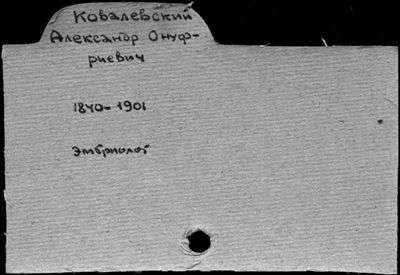 Ковалевский
Александр Онуф-
риевич
1840-1901
Эмбриолог